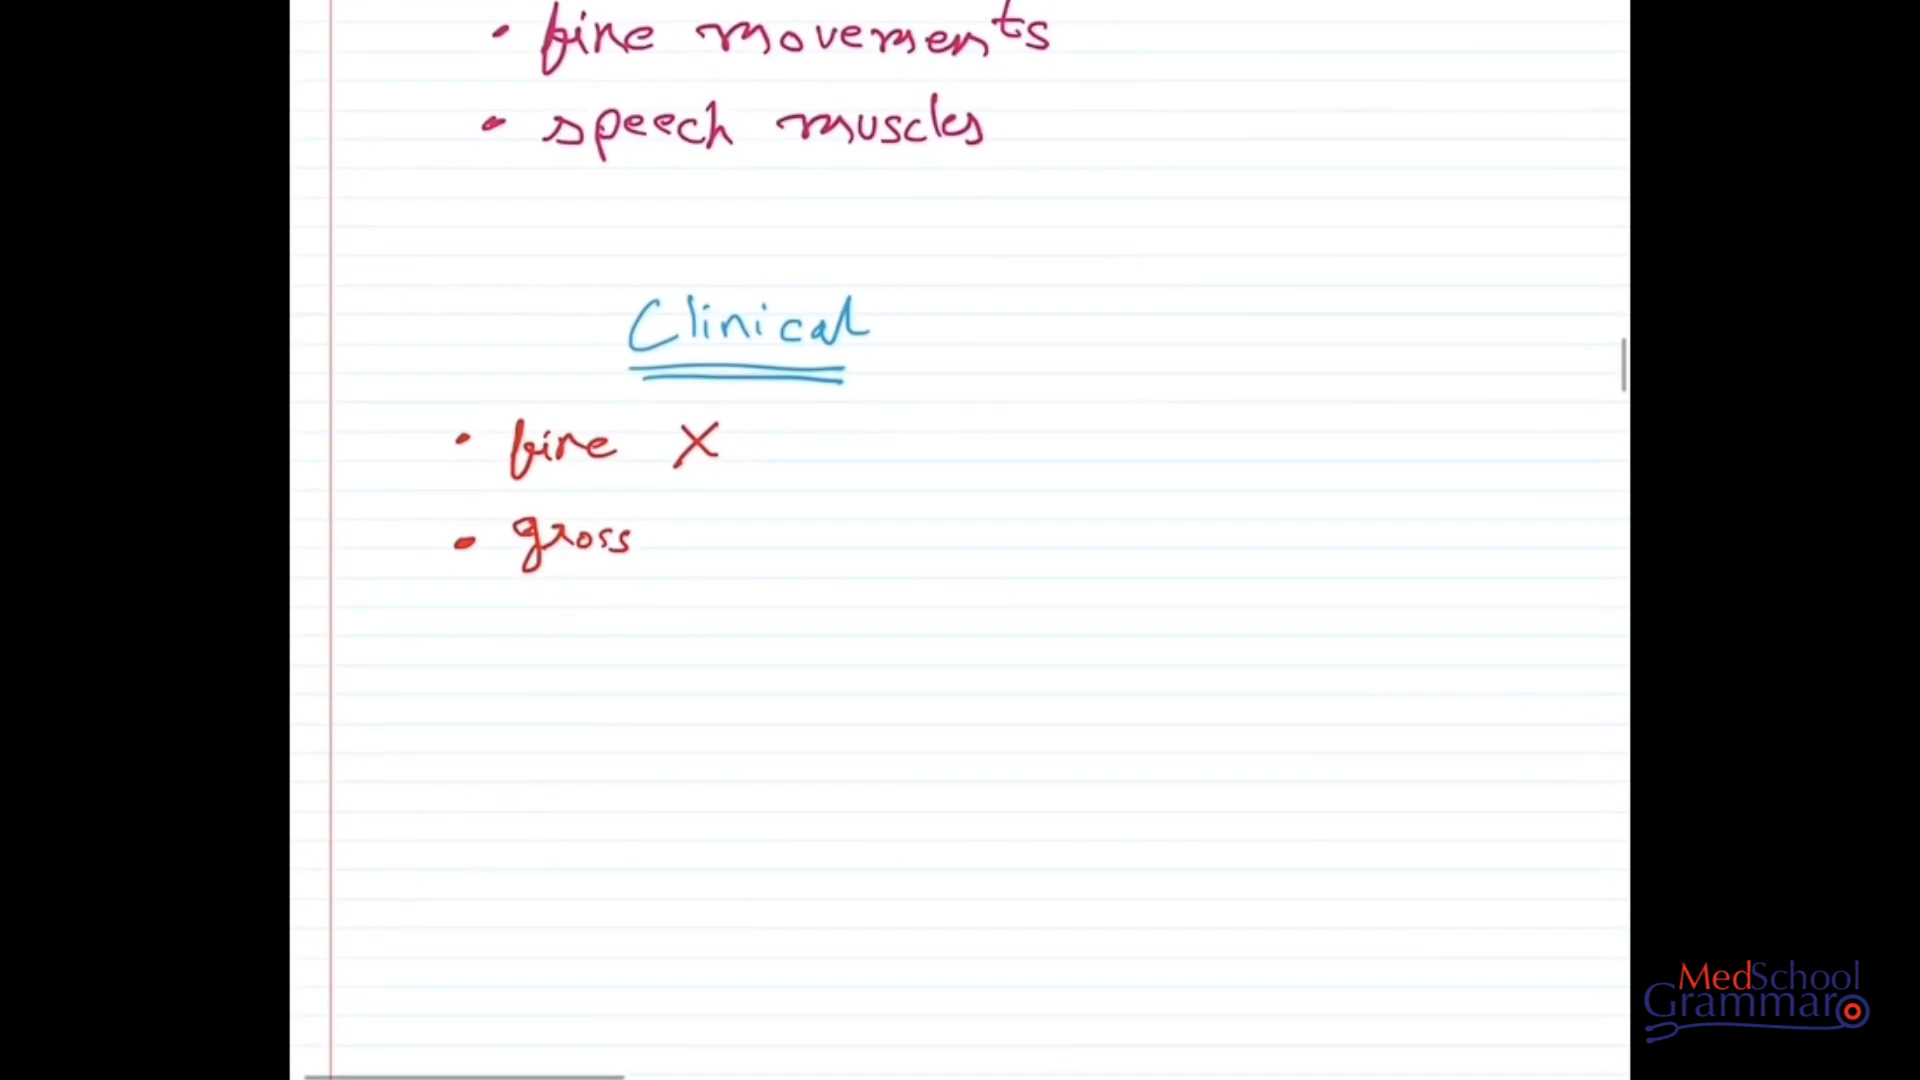 • fine movements
• speech muscles
Clinical
• fine X
• gross
MedSchool
Grammar